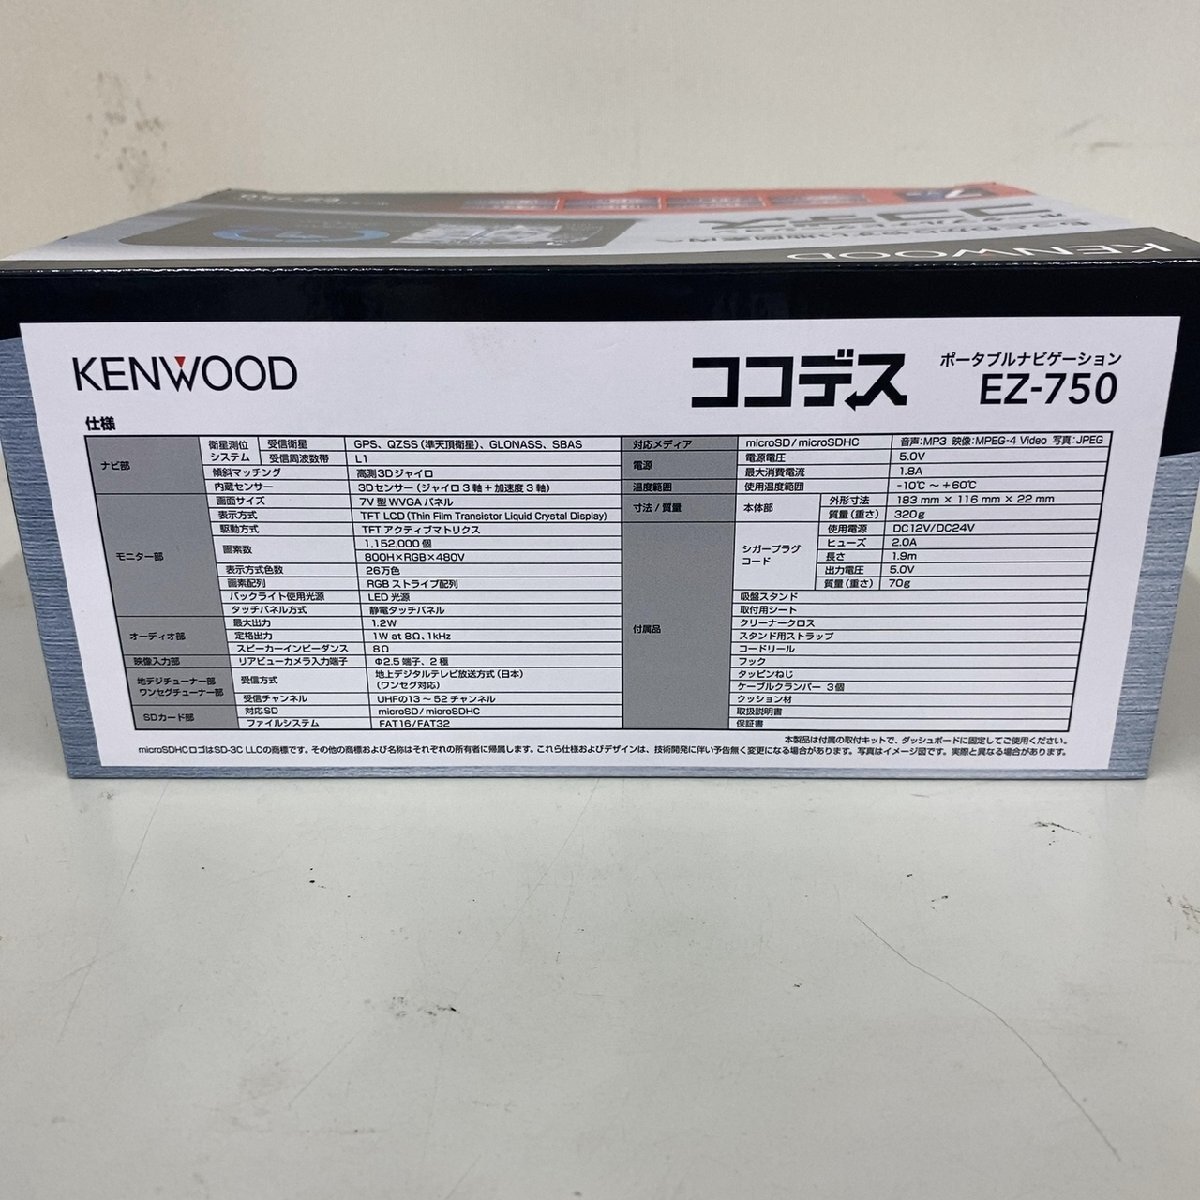 KENWOOD
KENWOOD
ココデス
ポータブルナビゲーション
EZ-750
仕様
ナビ部
衛星測位システム 受信衛星 GPS、QZSS (準天頂衛星)、GLONASS、SBAS
受信周波数帯 L1
傾斜マッチング 高測3Dジャイロ
内蔵センサー 3Dセンサー (ジャイロ3軸+加速度3軸)
モニター部
画面サイズ 7V型 WVGA パネル
表示方式 TFT LCD (Thin Film Transistor Liquid Crystal Display)
駆動方式 TFT アクティブマトリクス
画素数 1,152,000 個
800H×RGB×480V
表示方式色数 26万色
画素配列 RGB ストライプ配列
バックライト使用光源 LED 光源
タッチパネル方式 静電タッチパネル
オーディオ部
最大出力 1.2W
定格出力 1W at 8Ω、1kHz
スピーカーインピーダンス 8Ω
映像入力部 リアビューカメラ入力端子 Φ2.5 端子、2 極
地デジチューナー部
ワンセグチューナー部
受信方式 地上デジタルテレビ放送方式 (日本)
(ワンセグ対応)
受信チャンネル UHFの13 ~ 52 チャンネル
SDカード部
対応SD microSD/microSDHC
ファイルシステム FAT16/FAT32
対応メディア microSD/microSDHC 音声:MP3 映像:MPEG-4 Video 写真:JPEG
電源
電源電圧 5.0V
最大消費電流 1.8A
温度範囲 使用温度範囲 -10℃ ~ +60℃
寸法/質量 本体部
外形寸法 183 mm × 116 mm × 22 mm
質量(重さ) 320g
付属品
シガープラグコード
使用電源 DC12V/DC24V
ヒューズ 2.0A
長さ 1.9m
出力電圧 5.0V
質量(重さ) 70g
吸盤スタンド
取付用シート
クリーナークロス
スタンド用ストラップ
コードリール
フック
タッピンねじ
ケーブルクランパー 3個
クッション材
取扱説明書
保証書
本製品は付属の取付キットで、ダッシュボードに固定してご使用ください。
microSDHCロゴはSD-3C LLCの商標です。その他の商標および名称はそれぞれの所有者に帰属します。これら仕様およびデザインは、技術開発に伴い予告無く変更になる場合があります。写真はイメージ図です。実際と異なる場合があります。